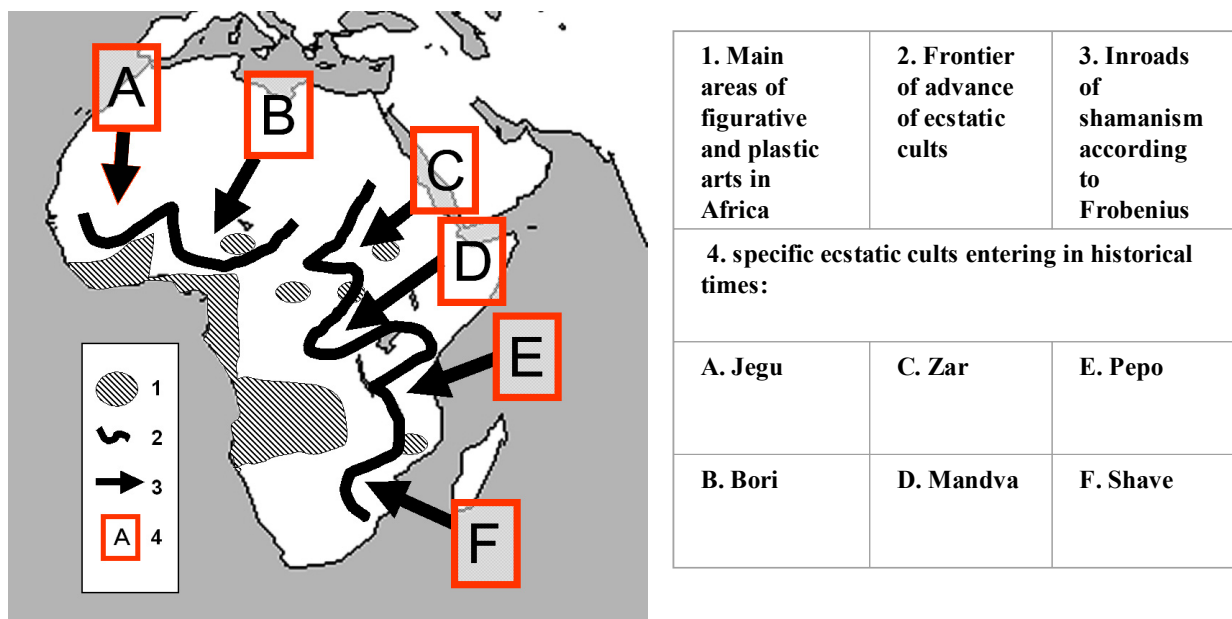 A
B
C
D
E
F
1
2
3
A 4
1. Main
areas of
figurative
and plastic
arts in
Africa
2. Frontier
of advance
of ecstatic
cults
3. Inroads
of
shamanism
according
to
Frobenius
4. specific ecstatic cults entering in historical
times:
A. Jegu
C. Zar
E. Pepo
B. Bori
D. Mandva
F. Shave